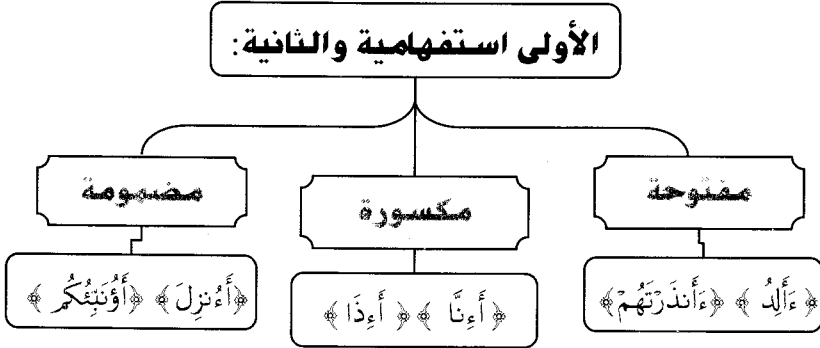 الأولى استفهامية والثانية:
مفتوحة
مكسورة
مضمومة
﴿ءَأَلِدُ﴾ ﴿ءَأَنذَرْتَهُمْ﴾
﴿أَءِنَّا﴾ ﴿أَءِذَا﴾
﴿أَءُنزِلَ﴾ ﴿أَؤُنَبِّئُكُم﴾